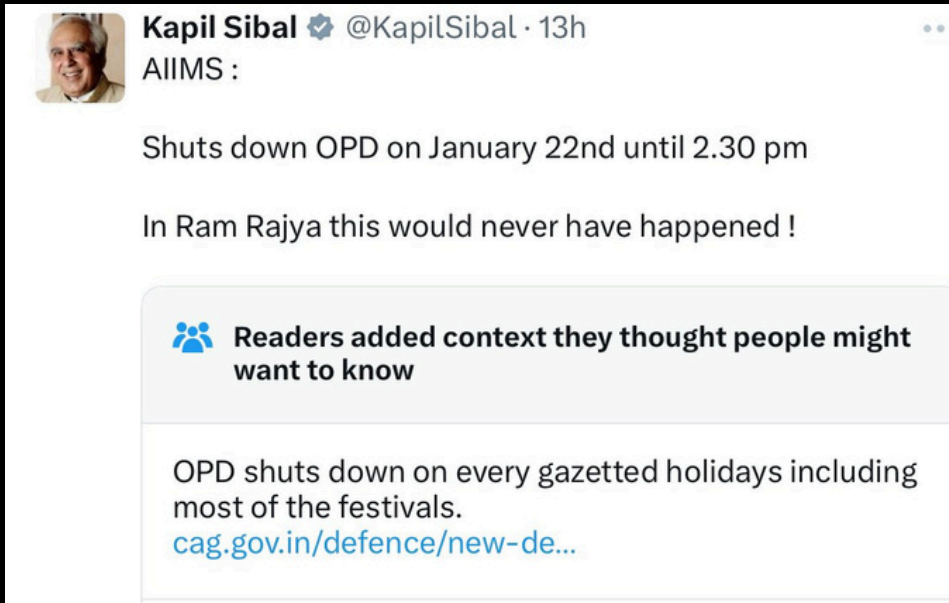 Kapil Sibal @KapilSibal · 13h
AIIMS :
Shuts down OPD on January 22nd until 2.30 pm
In Ram Rajya this would never have happened !
Readers added context they thought people might
want to know
OPD shuts down on every gazetted holidays including
most of the festivals.
cag.gov.in/defence/new-de...